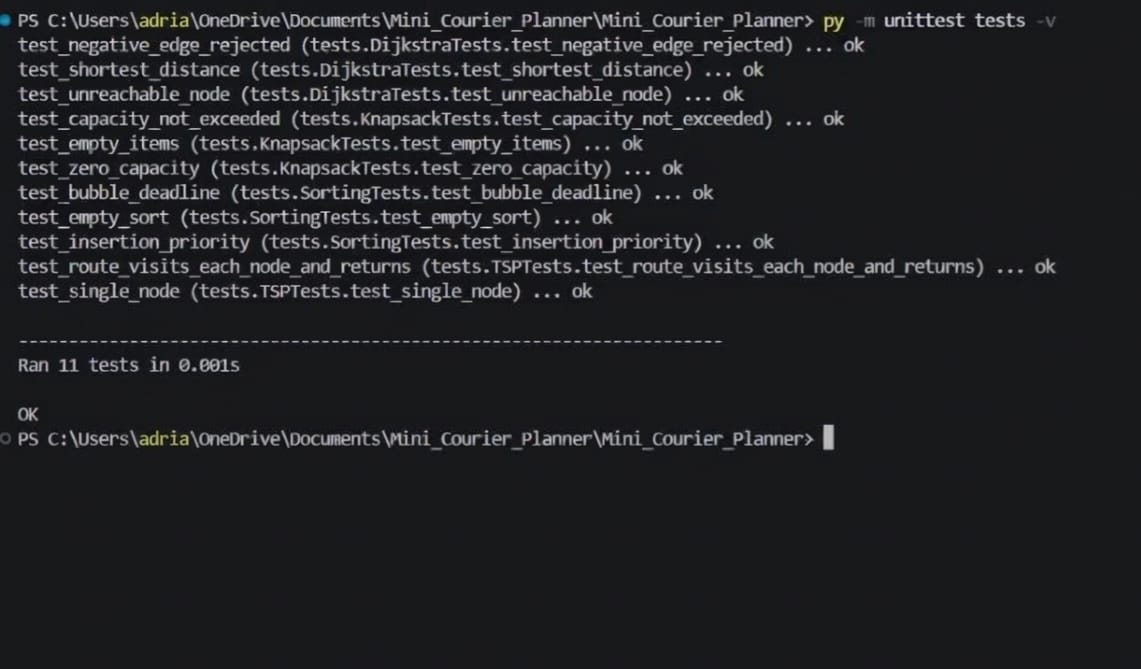 PS C:\Users\adria\OneDrive\Documents\Mini_Courier_Planner\Mini_Courier_Planner> py -m unittest tests -v
test_negative_edge_rejected (tests.DijkstraTests.test_negative_edge_rejected) ... ok
test_shortest_distance (tests.DijkstraTests.test_shortest_distance) ... ok
test_unreachable_node (tests.DijkstraTests.test_unreachable_node) ... ok
test_capacity_not_exceeded (tests.KnapsackTests.test_capacity_not_exceeded) ... ok
test_empty_items (tests.KnapsackTests.test_empty_items) ... ok
test_zero_capacity (tests.KnapsackTests.test_zero_capacity) ... ok
test_bubble_deadline (tests.SortingTests.test_bubble_deadline) ... ok
test_empty_sort (tests.SortingTests.test_empty_sort) ... ok
test_insertion_priority (tests.SortingTests.test_insertion_priority) ... ok
test_route_visits_each_node_and_returns (tests.TSPTests.test_route_visits_each_node_and_returns) ... ok
test_single_node (tests.TSPTests.test_single_node) ... ok
----------------------------------------------------------------------
Ran 11 tests in 0.001s
OK
PS C:\Users\adria\OneDrive\Documents\Mini_Courier_Planner\Mini_Courier_Planner>